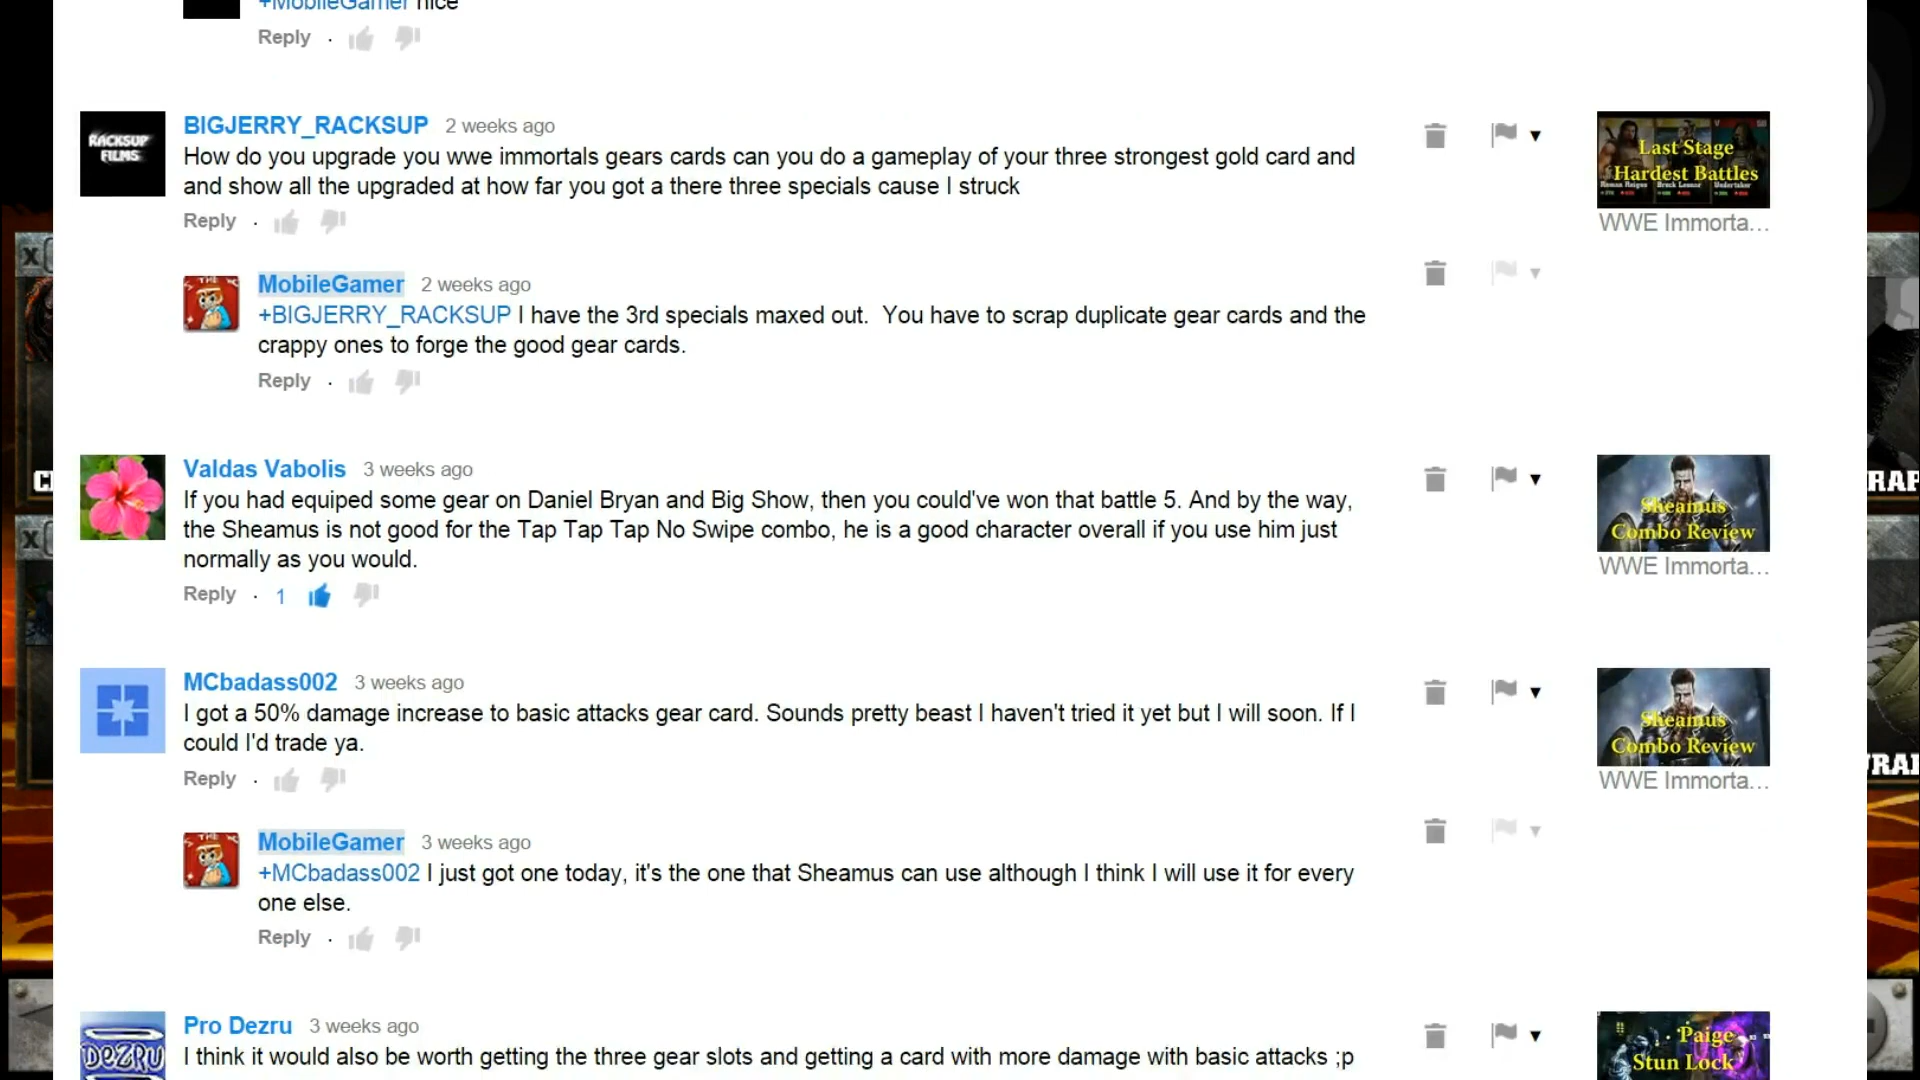 +MobileGamer nice
Reply .
RACKSUP
FILMS
BIGJERRY_RACKSUP 2 weeks ago
How do you upgrade you wwe immortals gears cards can you do a gameplay of your three strongest gold card and
and show all the upgraded at how far you got a there three specials cause I struck
Reply .
Last Stage
Hardest Battles
Roman Reigns Brock Lesnar Undertaker
WWE Immorta...
MobileGamer 2 weeks ago
+BIGJERRY_RACKSUP I have the 3rd specials maxed out.  You have to scrap duplicate gear cards and the
crappy ones to forge the good gear cards.
Reply .
Valdas Vabolis 3 weeks ago
If you had equiped some gear on Daniel Bryan and Big Show, then you could've won that battle 5. And by the way,
the Sheamus is not good for the Tap Tap Tap No Swipe combo, he is a good character overall if you use him just
normally as you would.
Reply . 1
Sheamus
Combo Review
WWE Immorta...
MCbadass002 3 weeks ago
I got a 50% damage increase to basic attacks gear card. Sounds pretty beast I haven't tried it yet but I will soon. If I
could I'd trade ya.
Reply .
Sheamus
Combo Review
WWE Immorta...
MobileGamer 3 weeks ago
+MCbadass002 I just got one today, it's the one that Sheamus can use although I think I will use it for every
one else.
Reply .
DEZRU
Pro Dezru 3 weeks ago
I think it would also be worth getting the three gear slots and getting a card with more damage with basic attacks ;p
Paige
Stun Lock
X
X
RAP
RAP